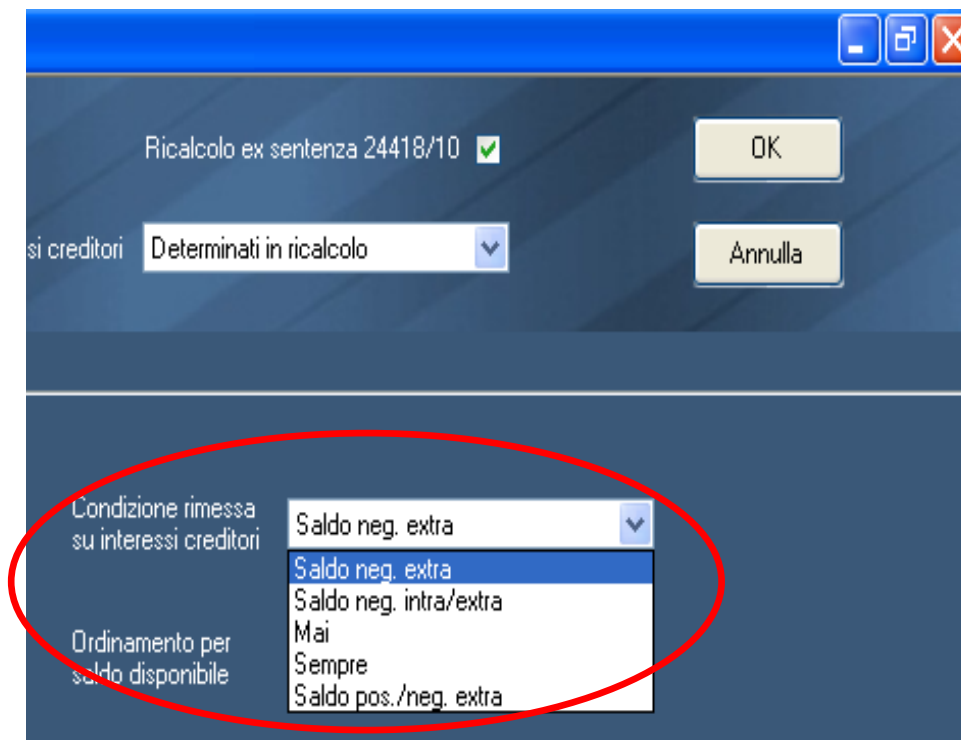 Ricalcolo ex sentenza 24418/10
OK
si creditori
Determinati in ricalcolo
Annulla
Condizione rimessa
su interessi creditori
Saldo neg. extra
Saldo neg. extra
Saldo neg. intra/extra
Mai
Sempre
Saldo pos./neg. extra
Ordinamento per
saldo disponibile